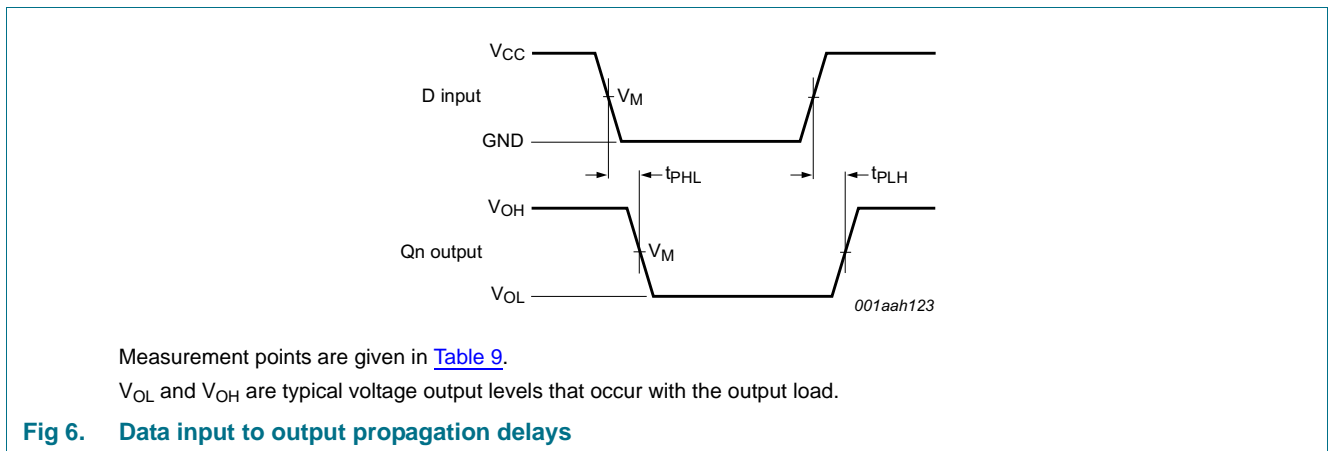 VCC
D input
VM
GND
tPHL
tPLH
VOH
Qn output
VM
VOL
001aah123
Measurement points are given in Table 9.
VOL and VOH are typical voltage output levels that occur with the output load.
Fig 6. Data input to output propagation delays